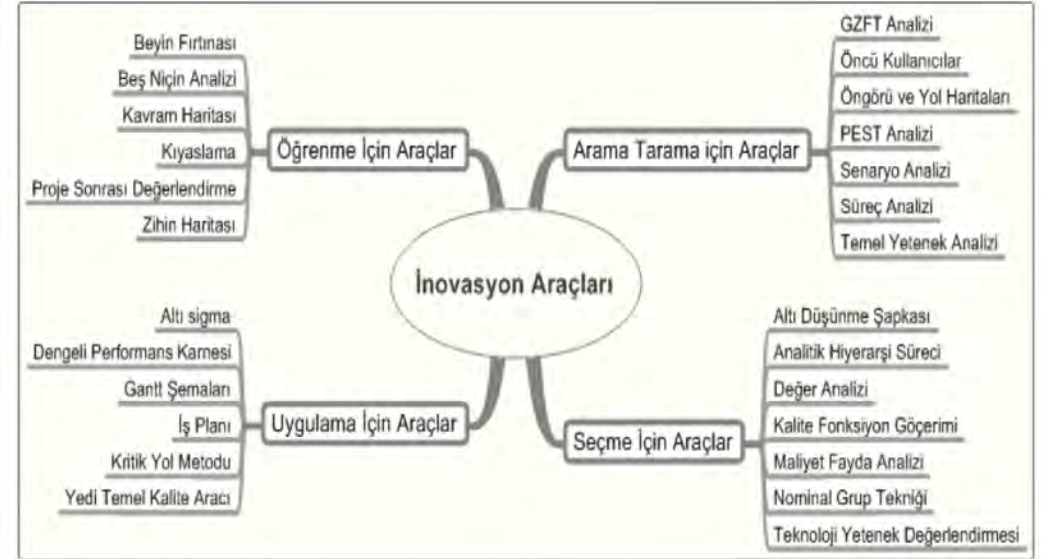 İnovasyon Araçları
Öğrenme İçin Araçlar
Beyin Fırtınası
Beş Niçin Analizi
Kavram Haritası
Kıyaslama
Proje Sonrası Değerlendirme
Zihin Haritası
Arama Tarama için Araçlar
GZFT Analizi
Öncü Kullanıcılar
Öngörü ve Yol Haritaları
PEST Analizi
Senaryo Analizi
Süreç Analizi
Temel Yetenek Analizi
Uygulama İçin Araçlar
Altı sigma
Dengeli Performans Karnesi
Gantt Şemaları
İş Planı
Kritik Yol Metodu
Yedi Temel Kalite Aracı
Seçme İçin Araçlar
Altı Düşünme Şapkası
Analitik Hiyerarşi Süreci
Değer Analizi
Kalite Fonksiyon Göçerimi
Maliyet Fayda Analizi
Nominal Grup Tekniği
Teknoloji Yetenek Değerlendirmesi